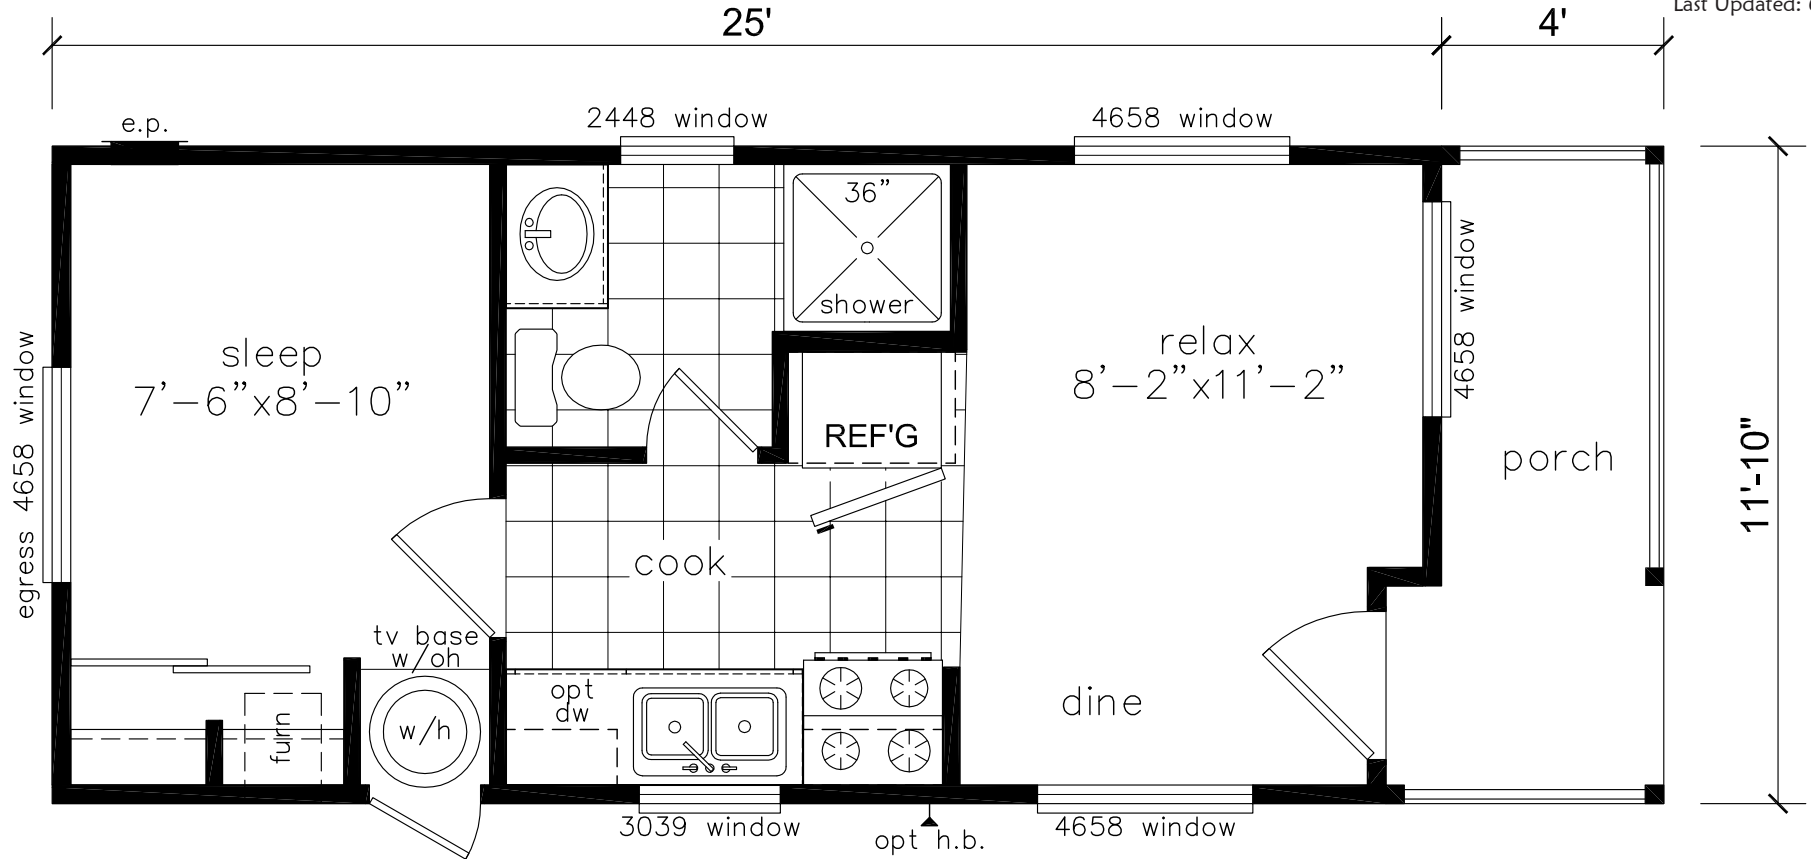 Last Updated:
25'
4'
e.p.
2448 window
4658 window
36"
shower
sleep
7'-6"x8'-10"
relax
8'-2"x11'-2"
4658 window
egress 4658 window
REF'G
porch
11'-10"
cook
tv base
w/oh
opt
dw
w/h
furn
dine
3039 window
opt h.b.
4658 window